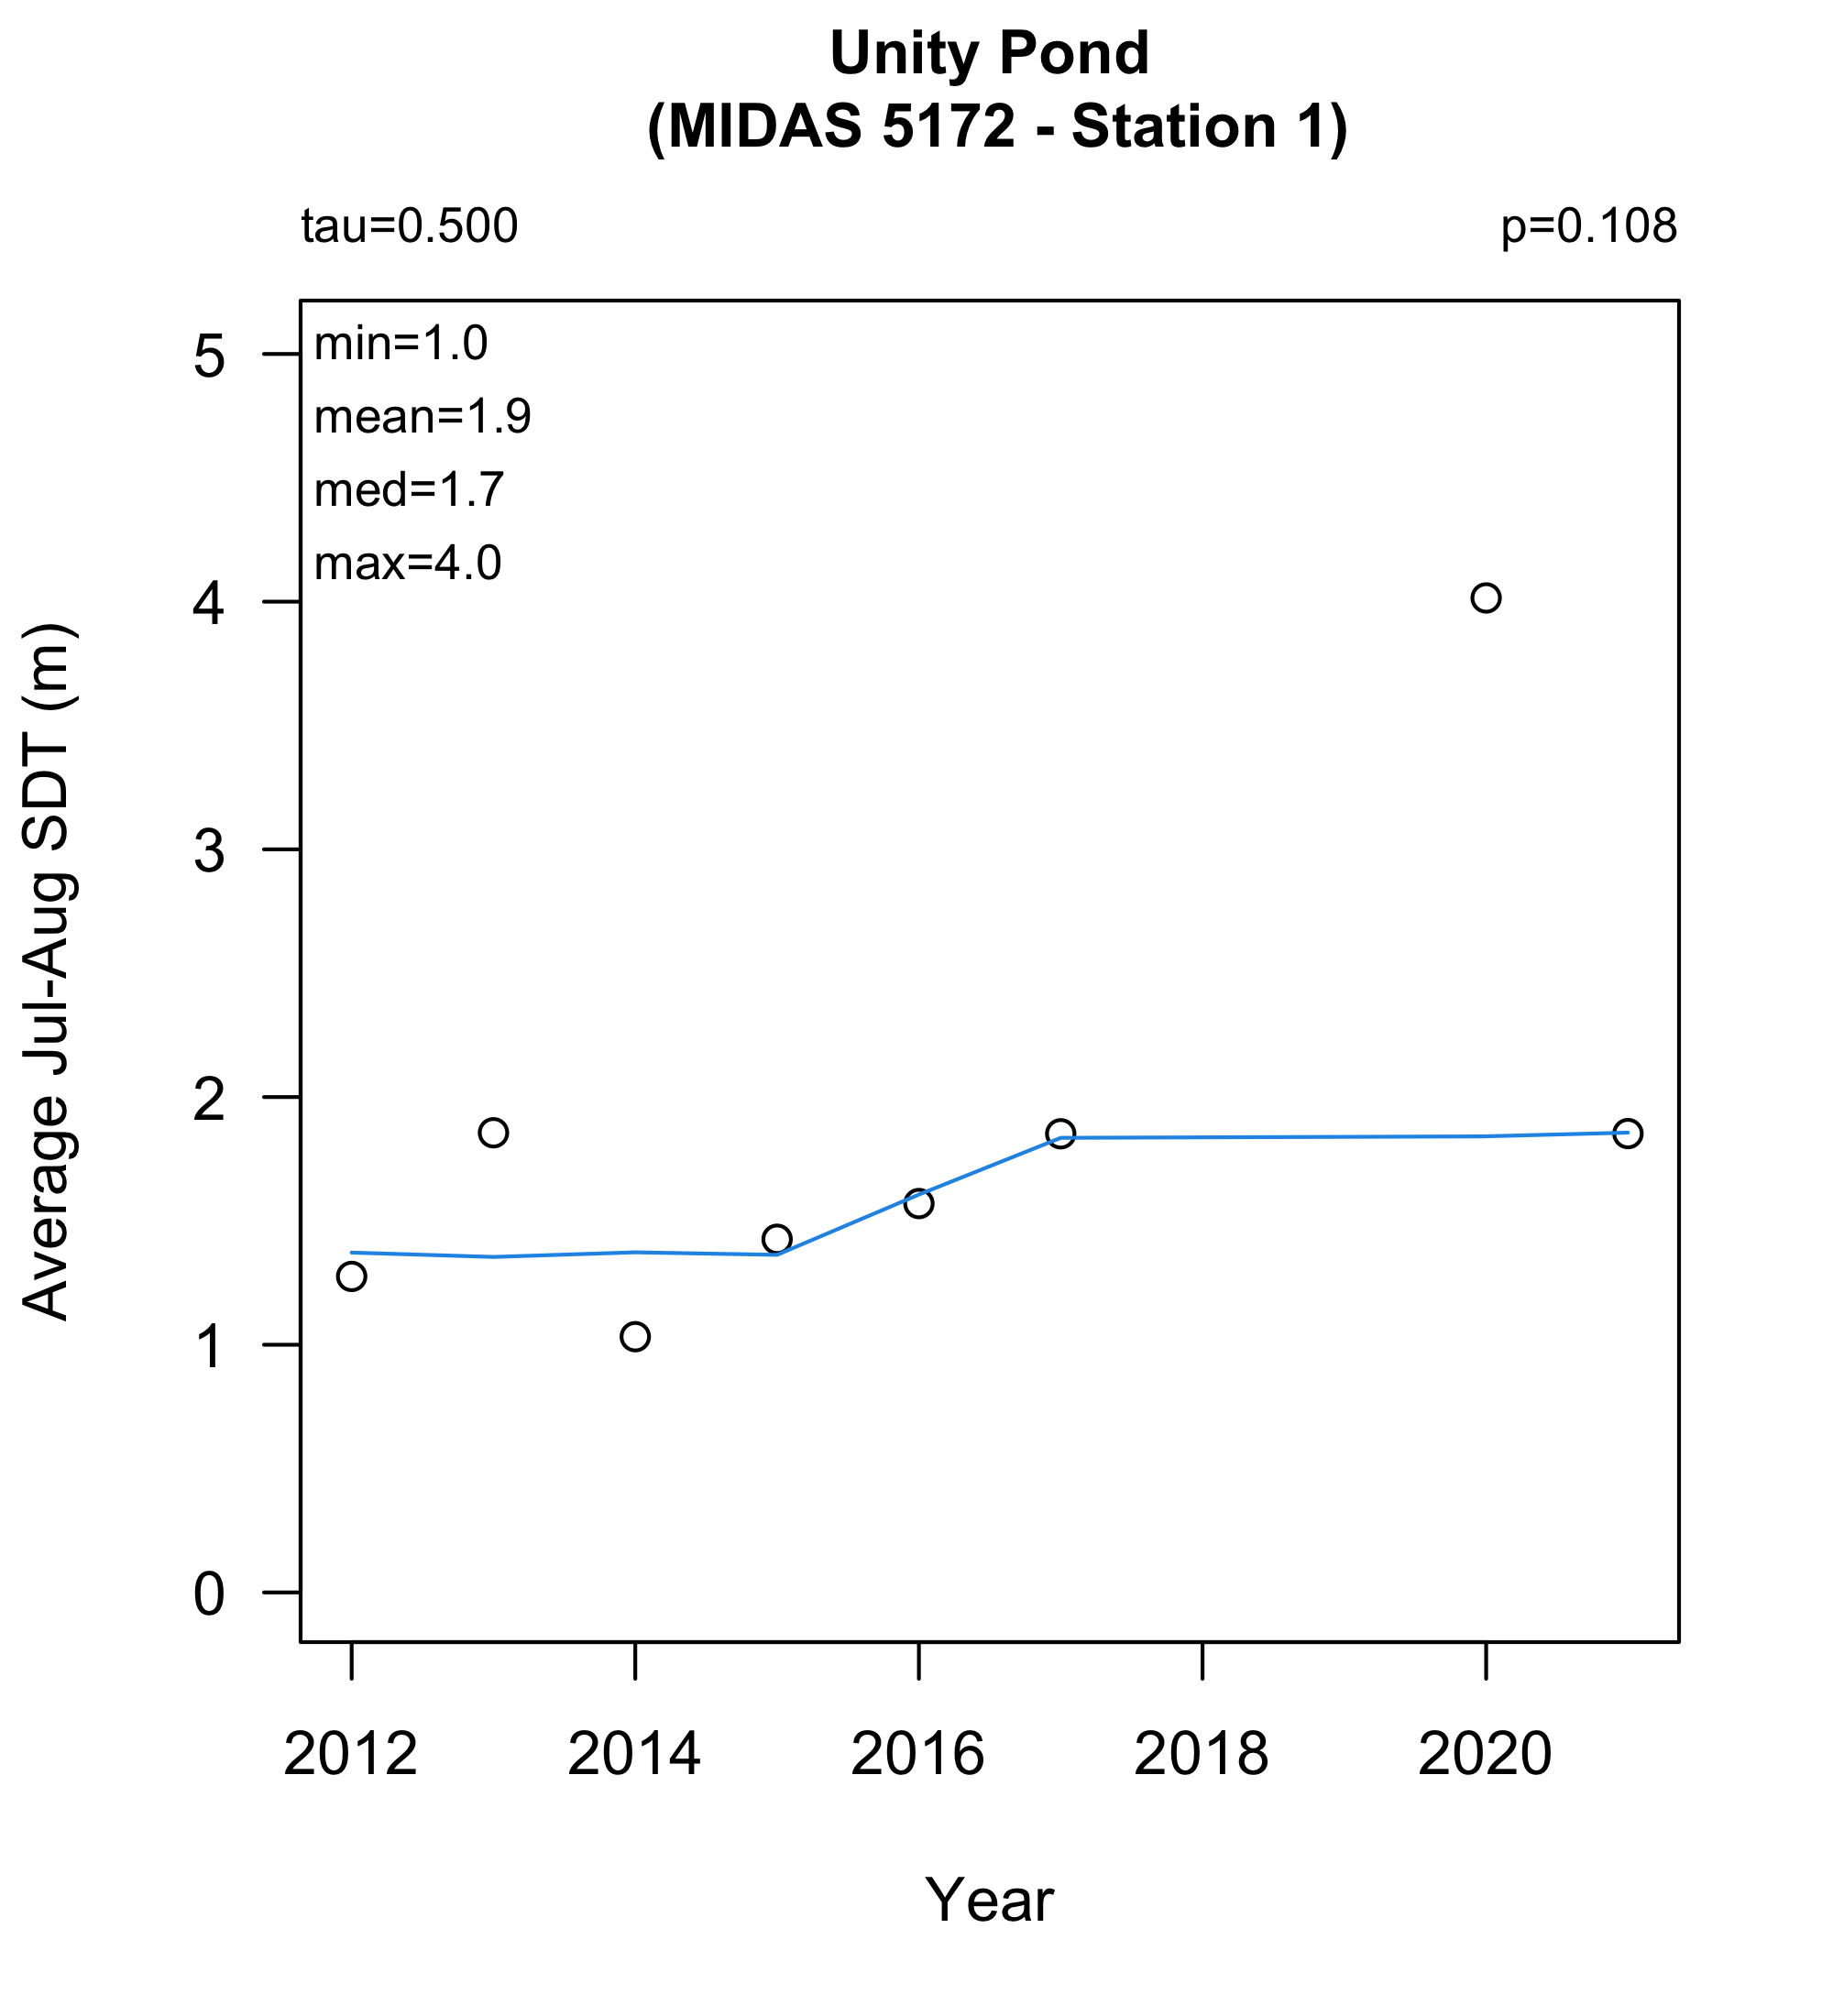 Unity Pond
(MIDAS 5172 - Station 1)
tau=0.500
p=0.108
min=1.0
mean=1.9
med=1.7
max=4.0
5
4
3
2
1
0
Average Jul-Aug SDT (m)
2012 2014 2016 2018 2020
Year